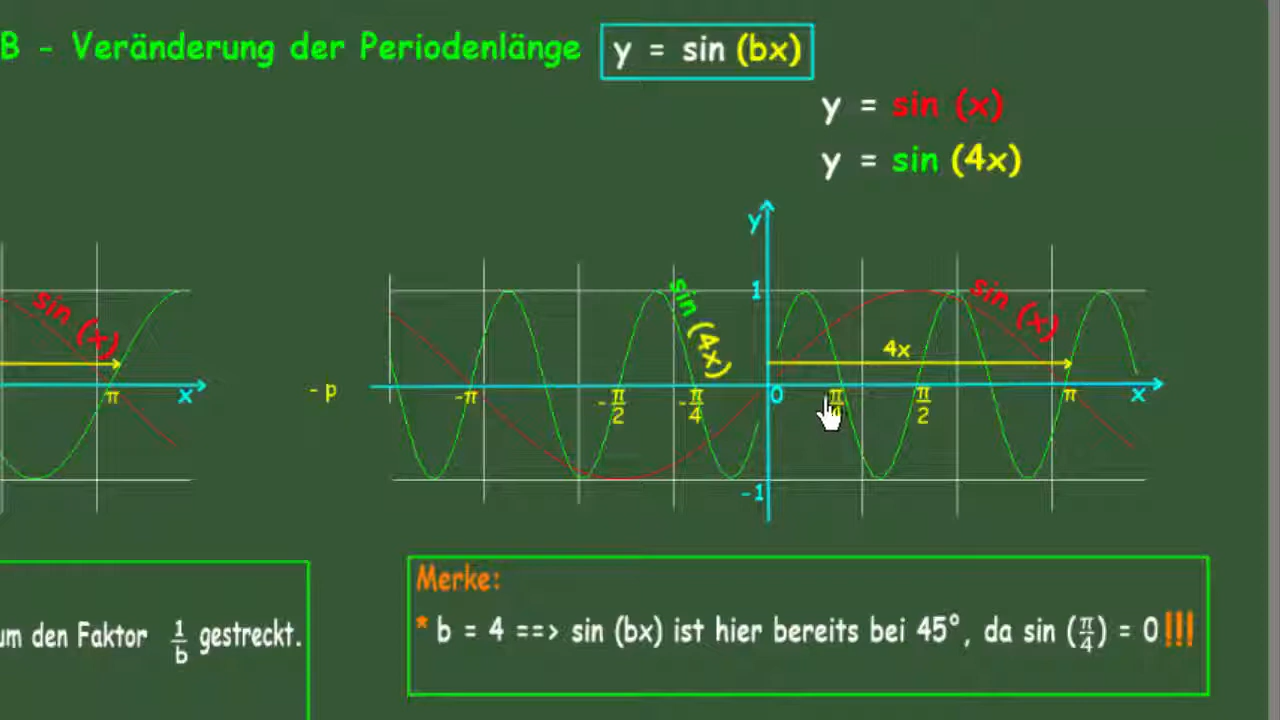 B - Veränderung der Periodenlänge y = sin (bx)
y = sin (x)
y = sin (4x)
sin (x)
π x
y
1
sin (4x)
sin (x)
4x
- p -π -π/2 -π/4 0 π/4 π/2 π x
-1
um den Faktor 1/b gestreckt.
Merke:
* b = 4 ==> sin (bx) ist hier bereits bei 45°, da sin (π/4) = 0!!!